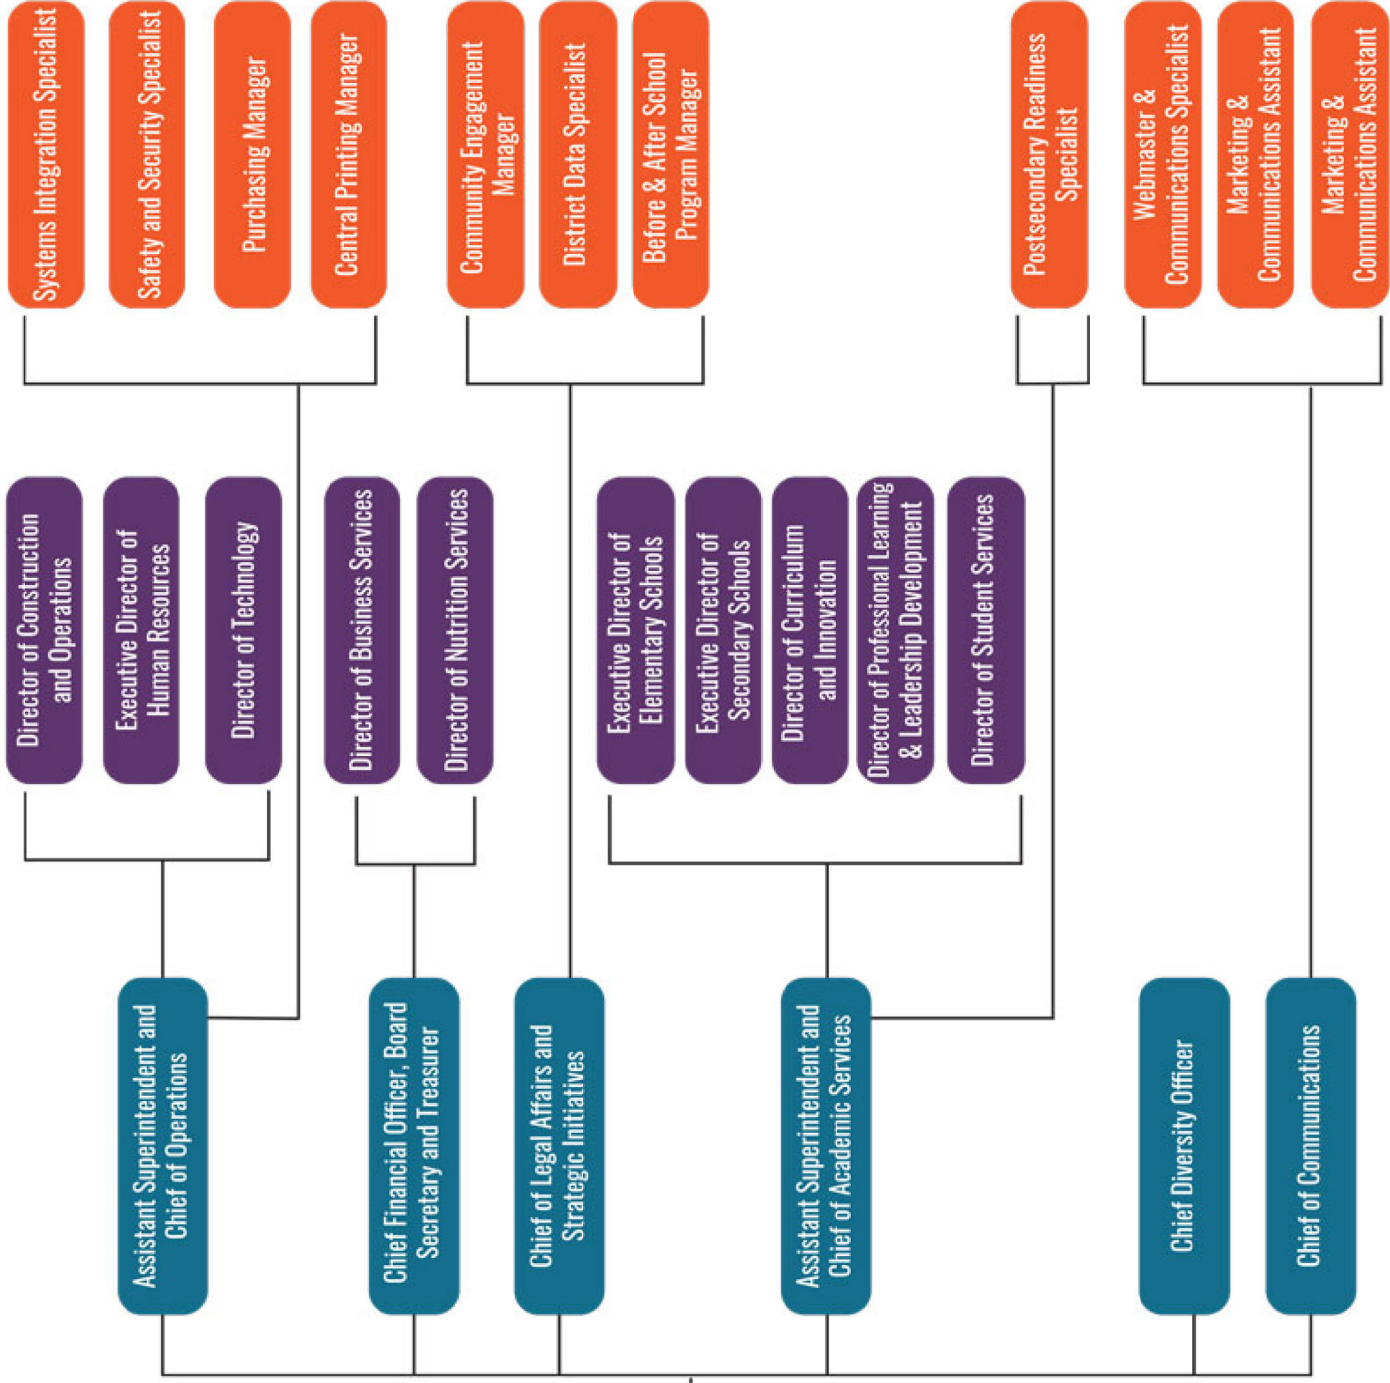 Assistant Superintendent and
Chief of Operations
Director of Construction
and Operations
Executive Director of
Human Resources
Director of Technology
Systems Integration Specialist
Safety and Security Specialist
Purchasing Manager
Central Printing Manager
Chief Financial Officer, Board
Secretary and Treasurer
Director of Business Services
Director of Nutrition Services
Chief of Legal Affairs and
Strategic Initiatives
Community Engagement
Manager
District Data Specialist
Before & After School
Program Manager
Assistant Superintendent and
Chief of Academic Services
Executive Director of
Elementary Schools
Executive Director of
Secondary Schools
Director of Curriculum
and Innovation
Director of Professional Learning
& Leadership Development
Director of Student Services
Postsecondary Readiness
Specialist
Chief Diversity Officer
Chief of Communications
Webmaster &
Communications Specialist
Marketing &
Communications Assistant
Marketing &
Communications Assistant